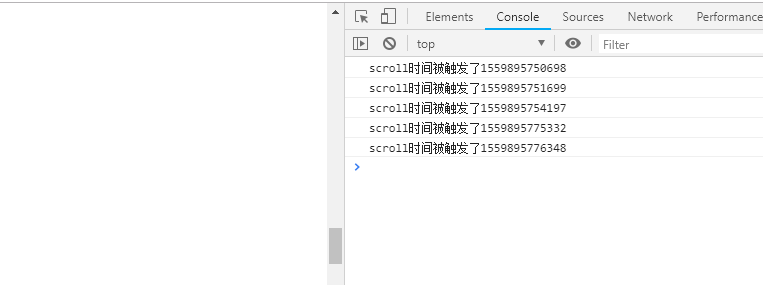 Elements Console Sources Network Performance
top Filter
scroll时间被触发了1559895750698
scroll时间被触发了1559895751699
scroll时间被触发了1559895754197
scroll时间被触发了1559895775332
scroll时间被触发了1559895776348